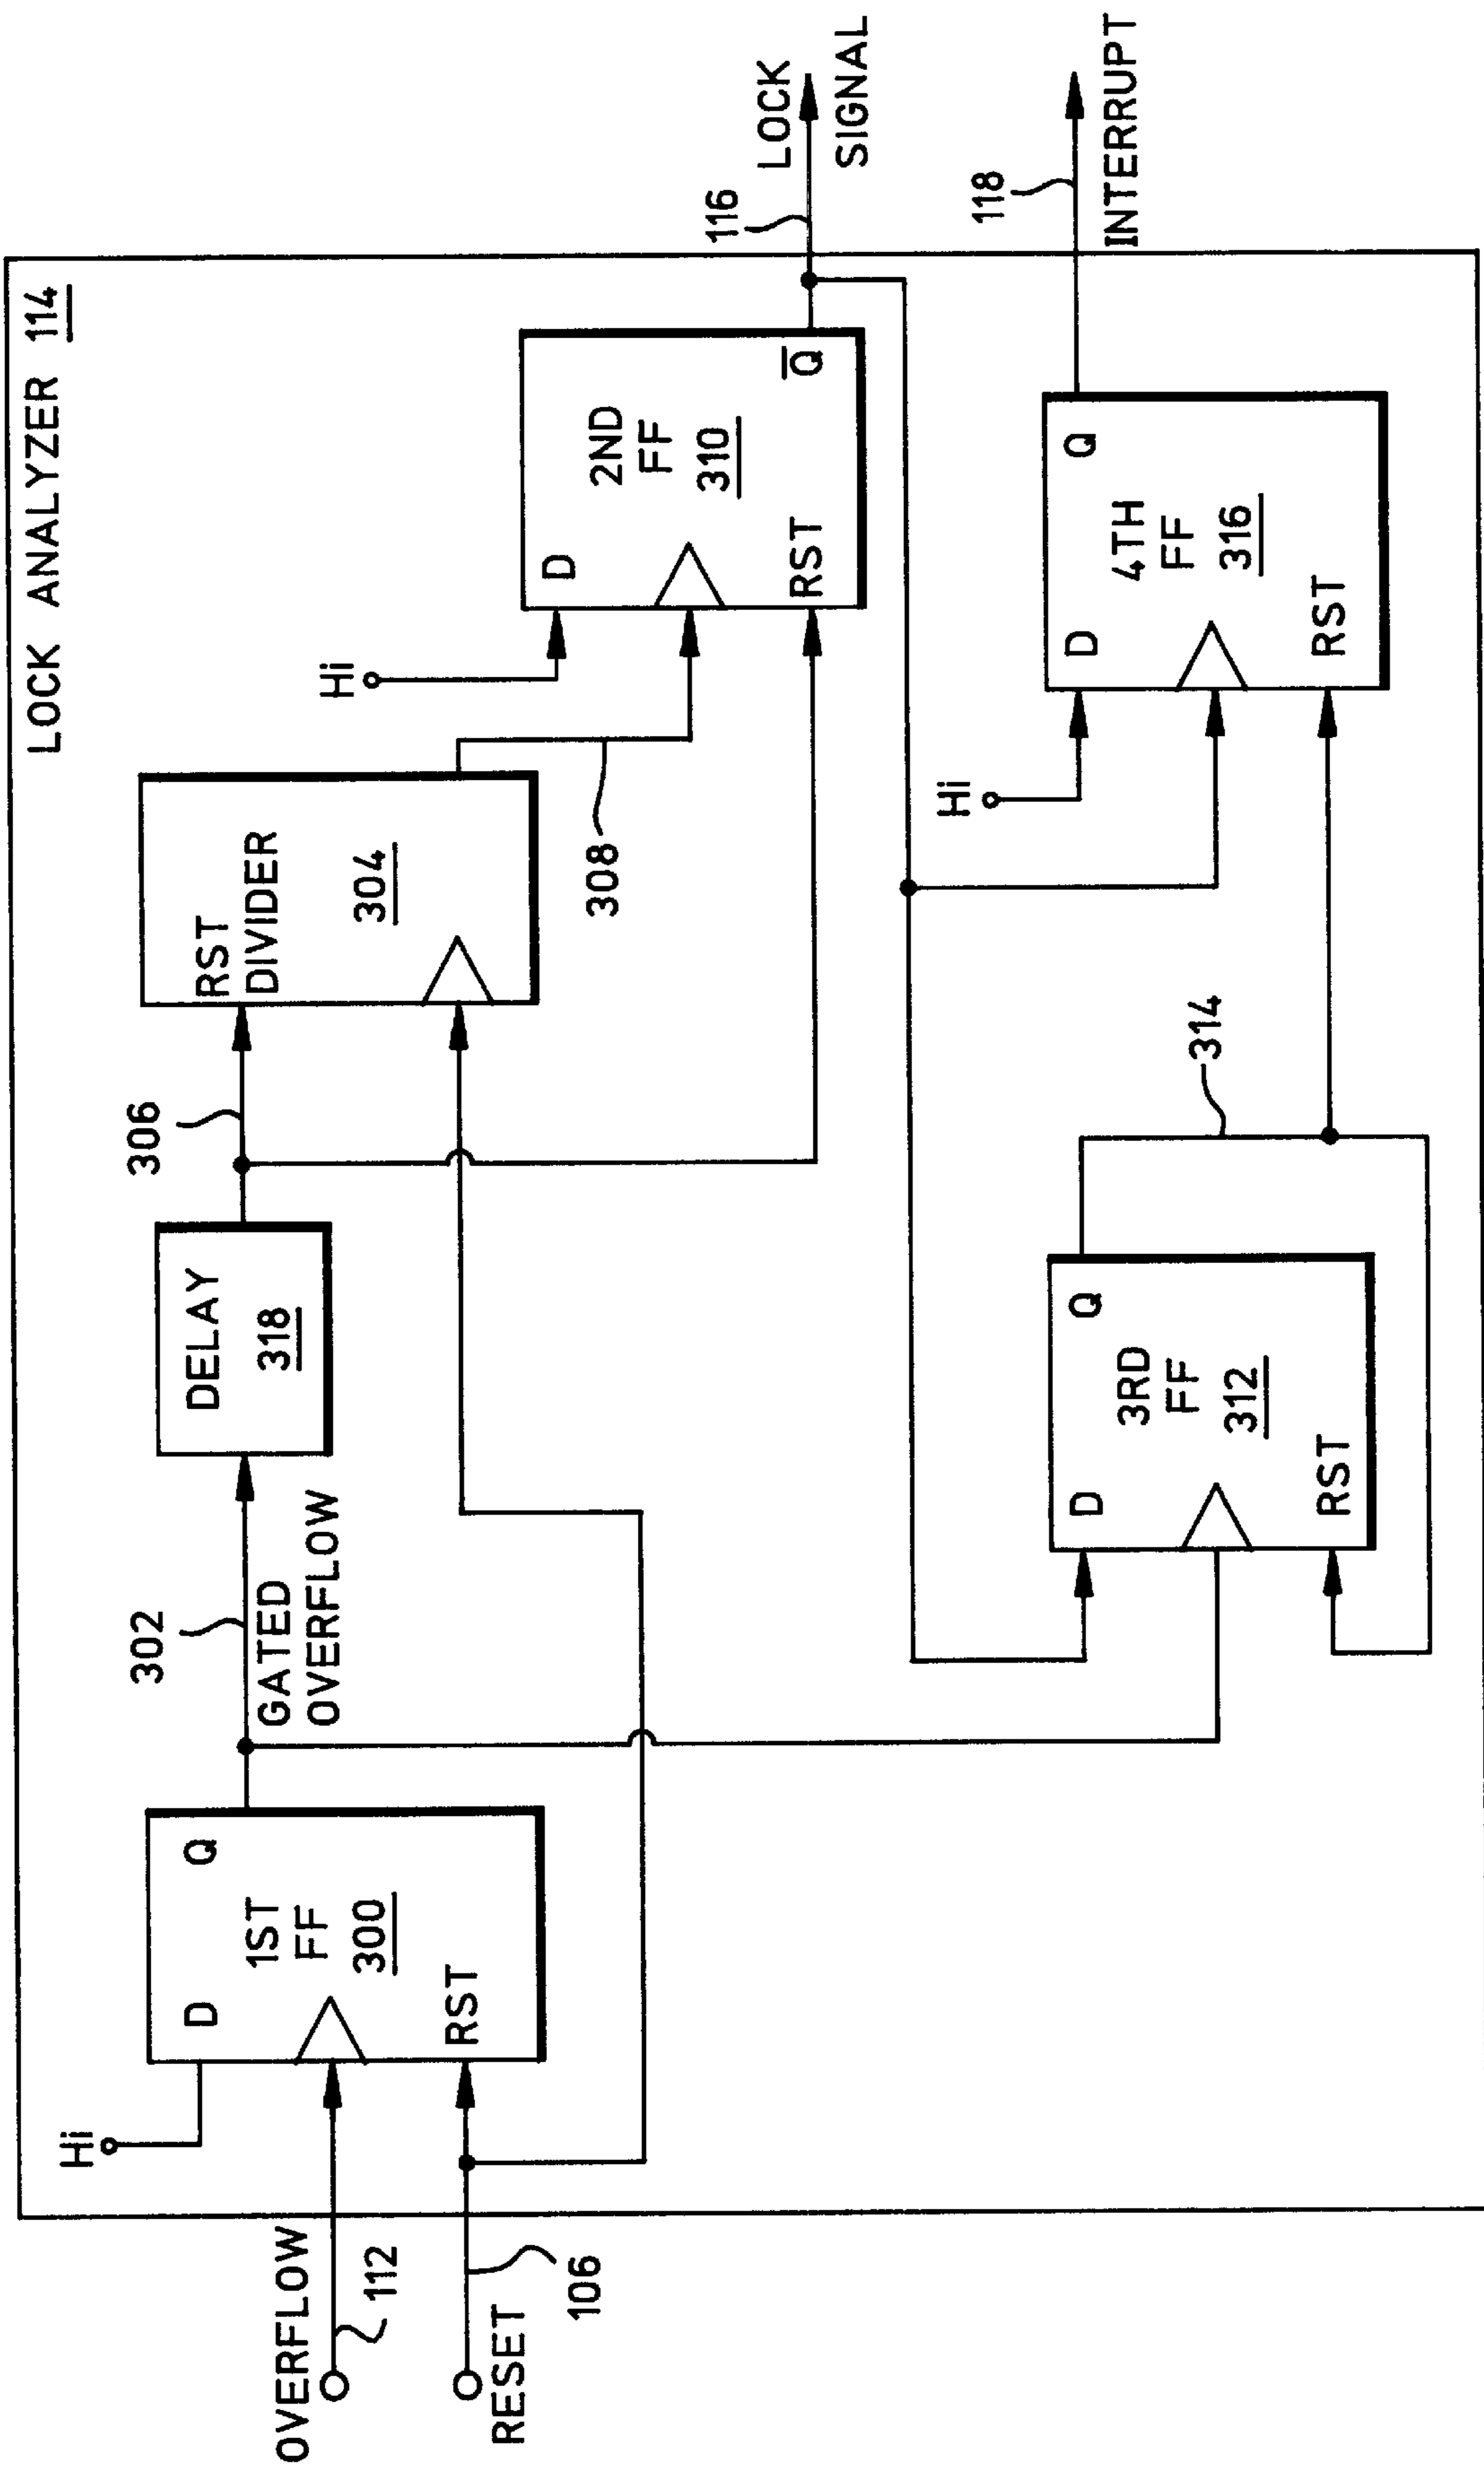 LOCK ANALYZER 114
Hi
D
Q
1ST
FF
300
RST
OVERFLOW
112
RESET
106
302
GATED
OVERFLOW
DELAY
318
306
RST
DIVIDER
304
308
Hi
D
2ND
FF
310
Q
RST
116
LOCK
SIGNAL
D
Q
3RD
FF
312
RST
314
Hi
D
Q
4TH
FF
316
RST
118
INTERRUPT